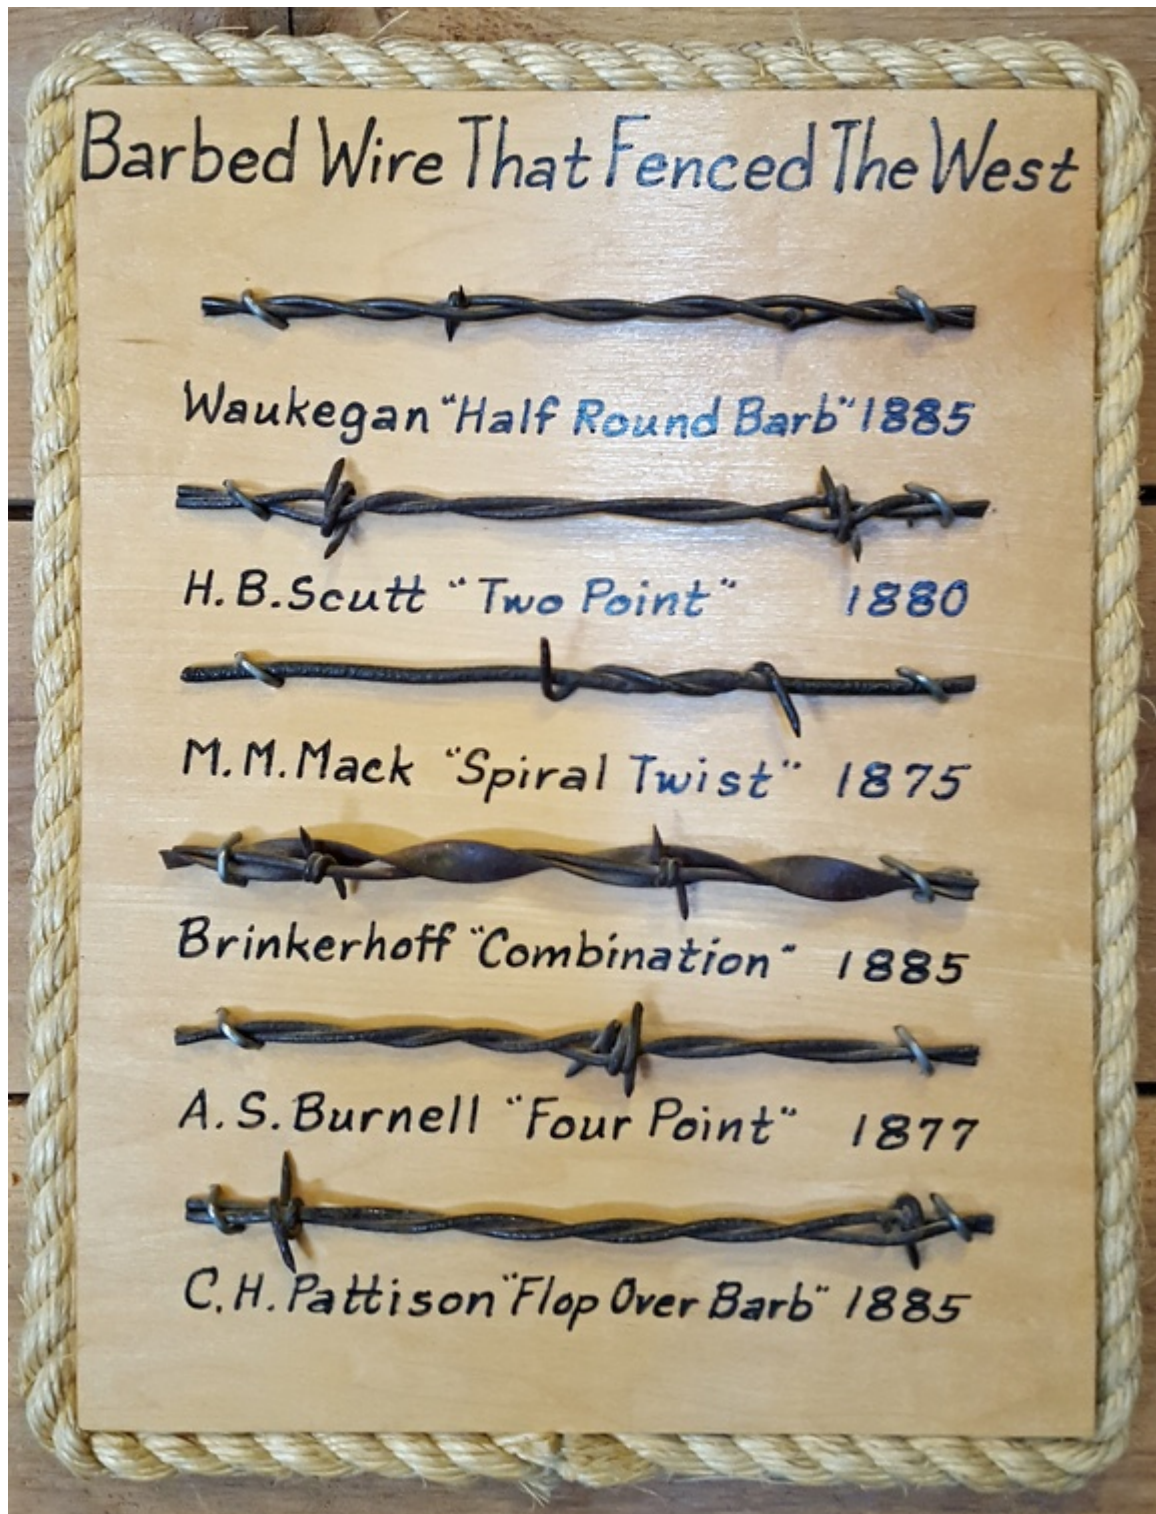 Barbed Wire That Fenced The West
Waukegan "Half Round Barb" 1885
H.B.Scutt "Two Point" 1880
M.M.Mack "Spiral Twist" 1875
Brinkerhoff "Combination" 1885
A.S.Burnell "Four Point" 1877
C.H.Pattison "Flop Over Barb" 1885